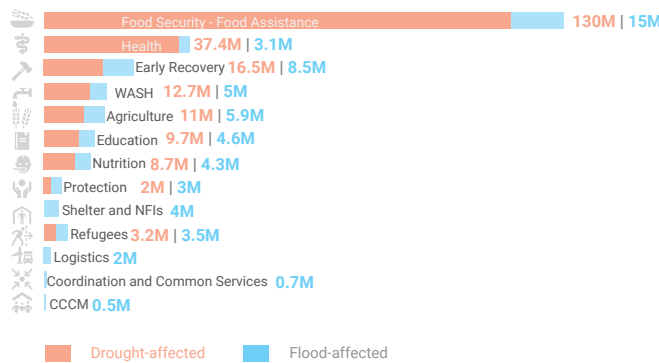 Food Security - Food Assistance 130M | 15M
Health 37.4M | 3.1M
Early Recovery 16.5M | 8.5M
WASH 12.7M | 5M
Agriculture 11M | 5.9M
Education 9.7M | 4.6M
Nutrition 8.7M | 4.3M
Protection 2M | 3M
Shelter and NFIs 4M
Refugees 3.2M | 3.5M
Logistics 2M
Coordination and Common Services 0.7M
CCCM 0.5M
Drought-affected Flood-affected